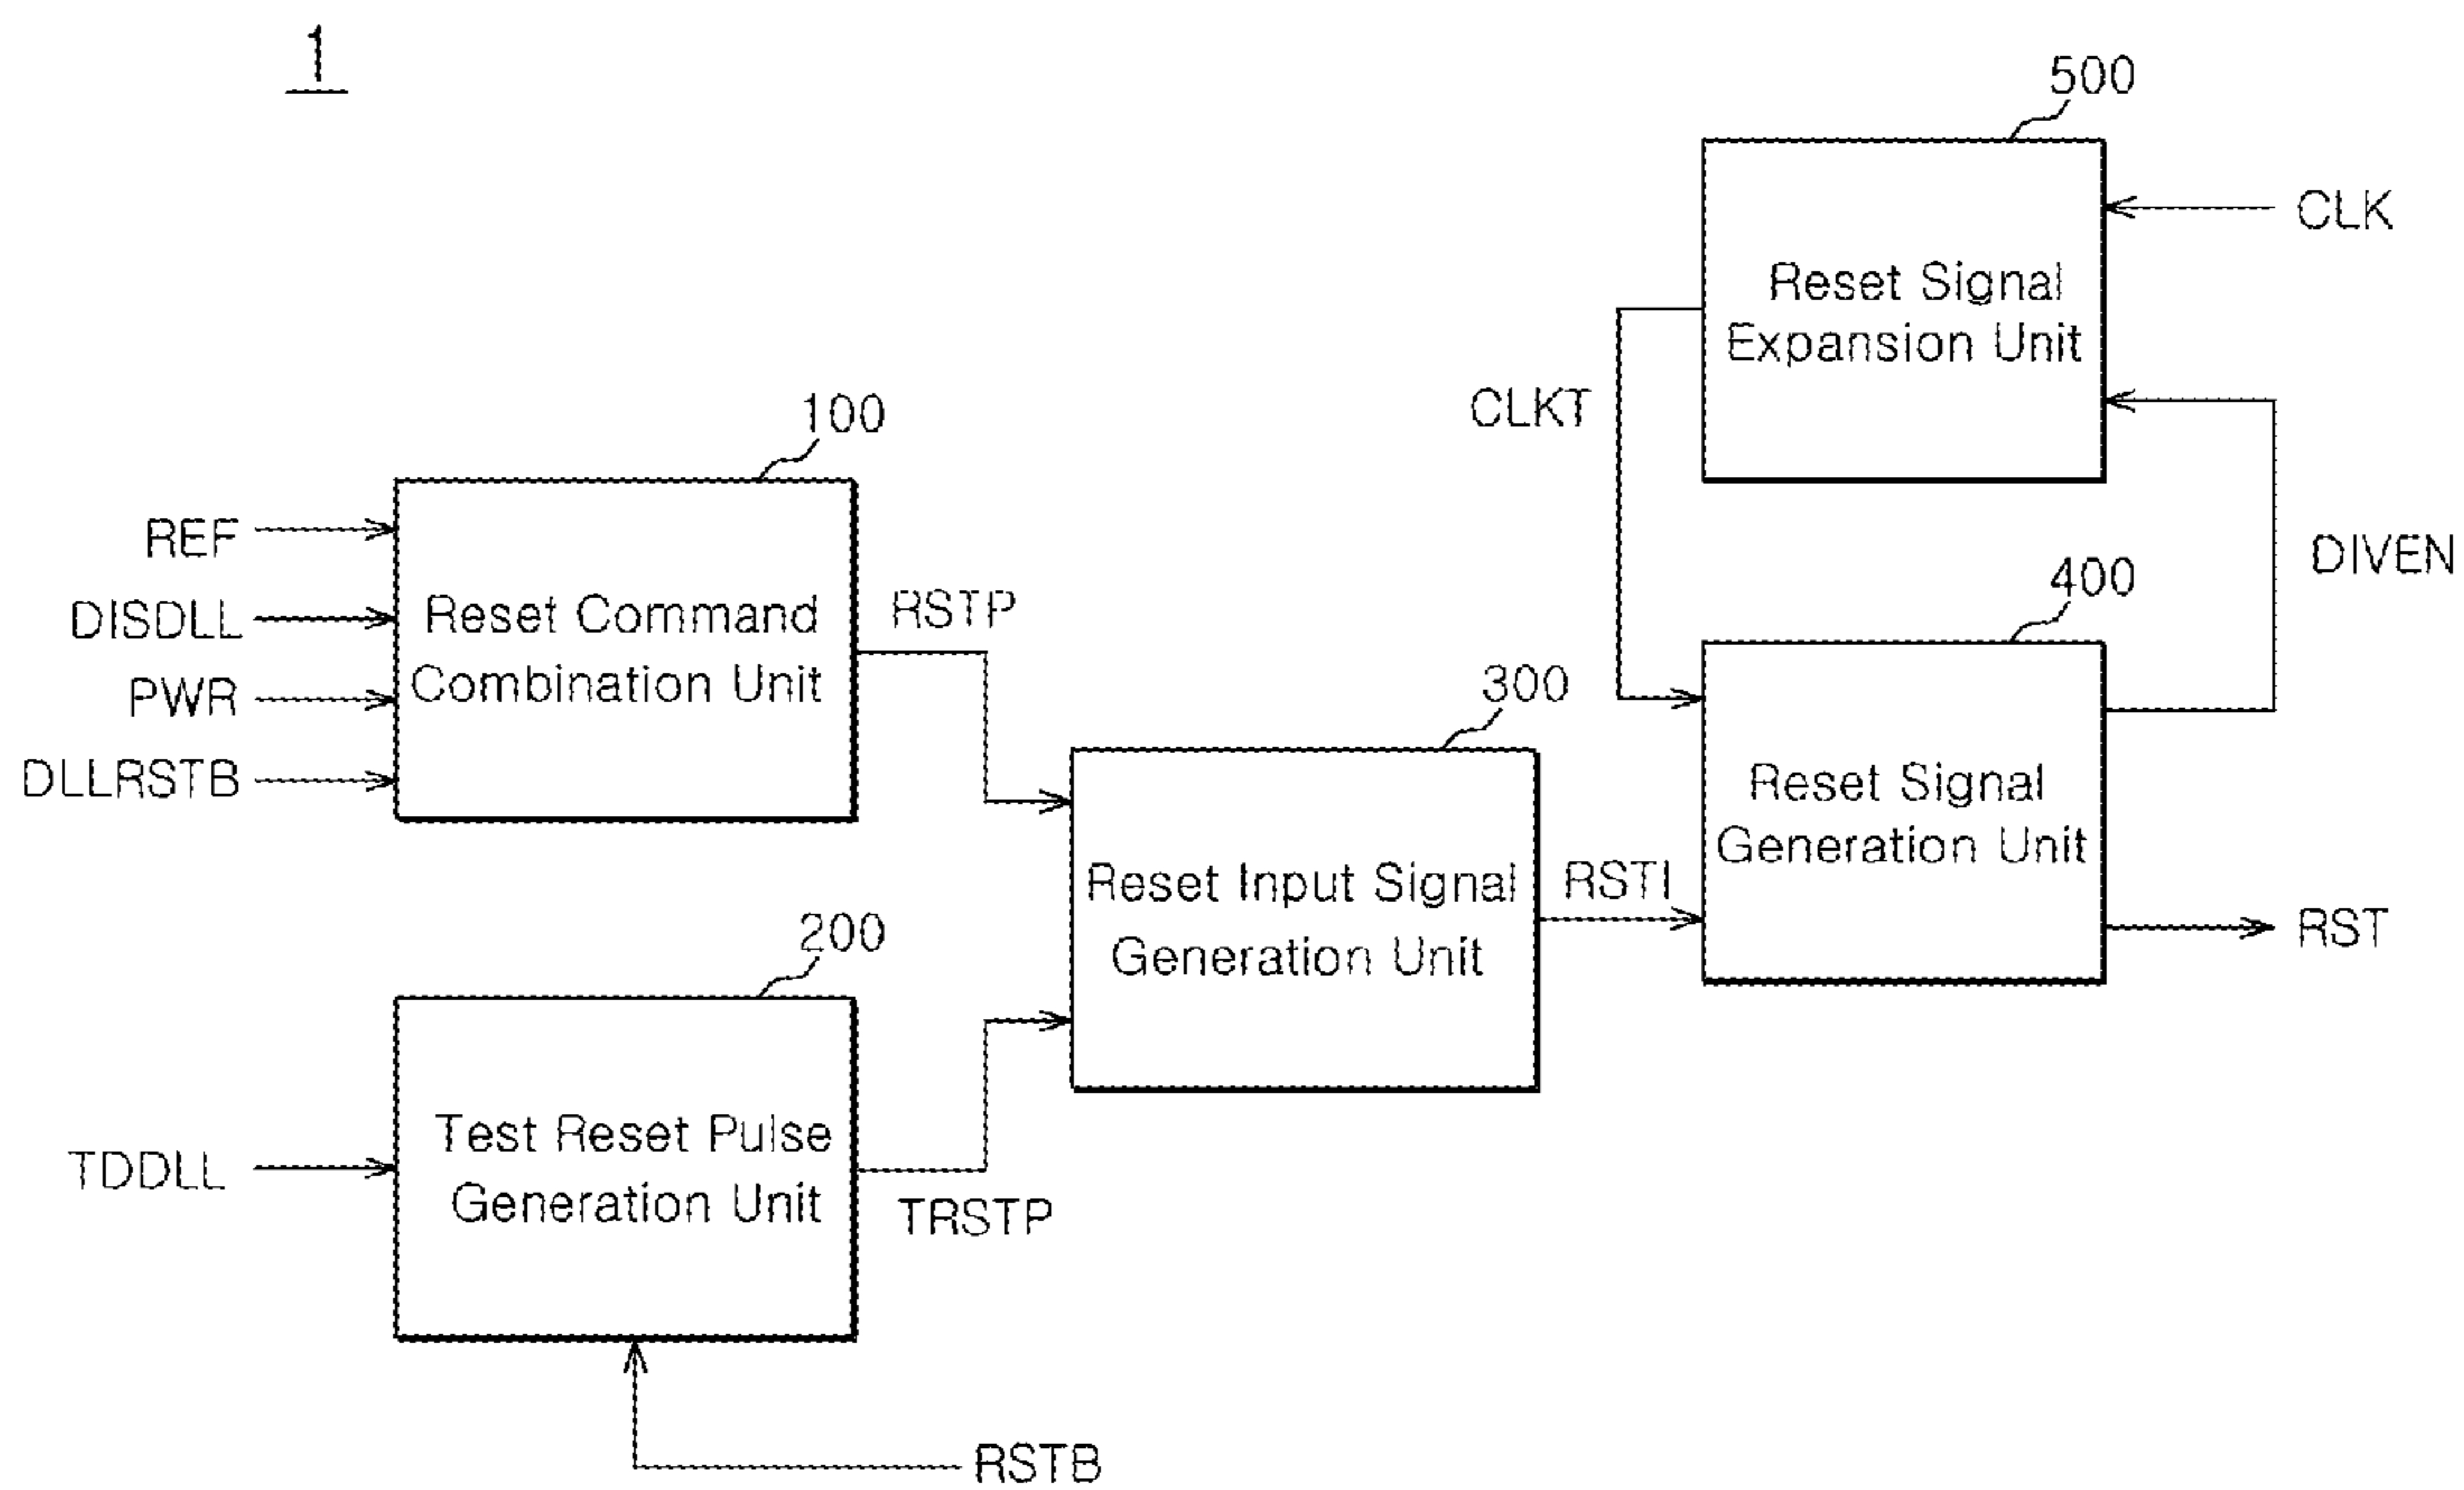 1
500
CLK
Reset Signal
Expansion Unit
CLKT
DIVEN
100
REF
DISDLL
PWR
DLLRSTB
Reset Command
Combination Unit
RSTP
300
400
Reset Signal
Generation Unit
Reset Input Signal
Generation Unit
RSTI
RST
200
TDDLL
Test Reset Pulse
Generation Unit
TRSTP
RSTB